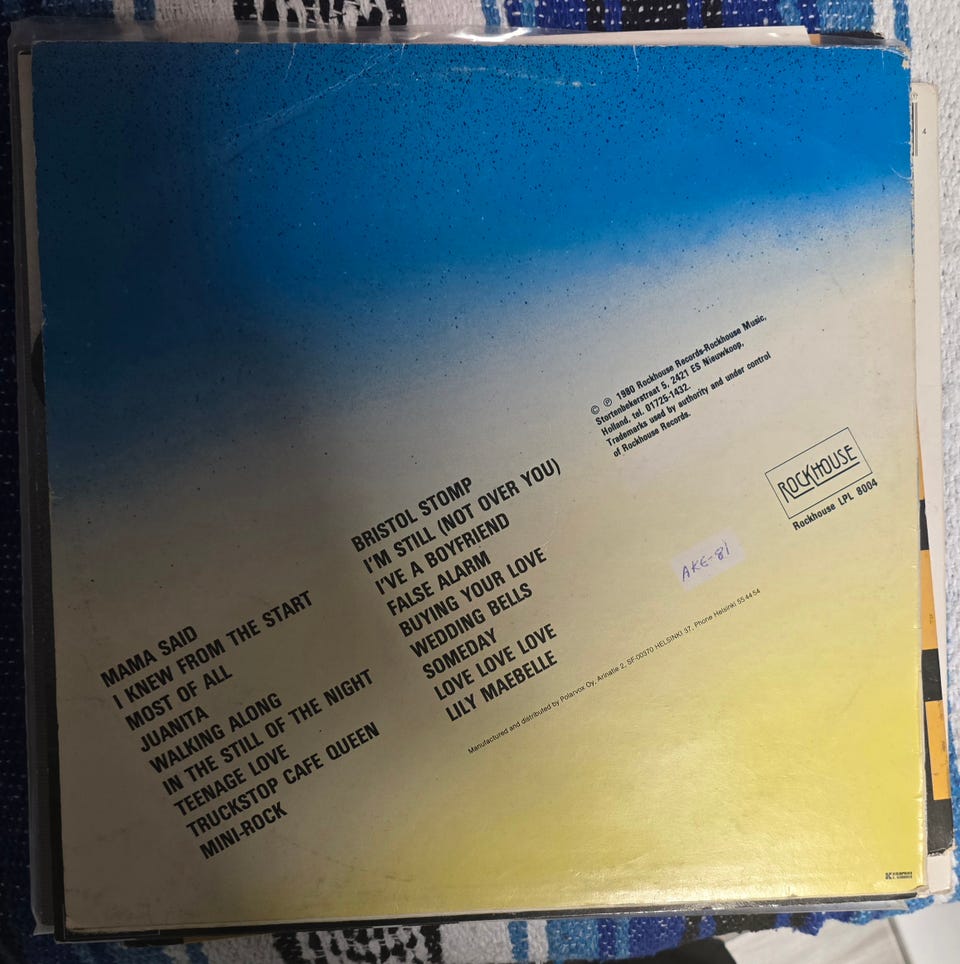 © ℗ 1980 Rockhouse Records-Rockhouse Music,
Stortenbekerstraat 5, 2421 ES Nieuwkoop,
Holland, tel. 01725-1432.
Trademarks used by authority and under control
of Rockhouse Records.
ROCKHOUSE
Rockhouse LPL 8004
BRISTOL STOMP
I'M STILL (NOT OVER YOU)
I'VE A BOYFRIEND
FALSE ALARM
BUYING YOUR LOVE
WEDDING BELLS
SOMEDAY
LOVE LOVE LOVE
LILY MAEBELLE
AKE-81
MAMA SAID
I KNEW FROM THE START
MOST OF ALL
JUANITA
WALKING ALONG
IN THE STILL OF THE NIGHT
TEENAGE LOVE
TRUCKSTOP CAFE QUEEN
MINI-ROCK
Manufactured and distributed by Polarvox Oy, Arinatie 2, SF-00370 HELSINKI 37, Phone Helsinki 55 44 54
4